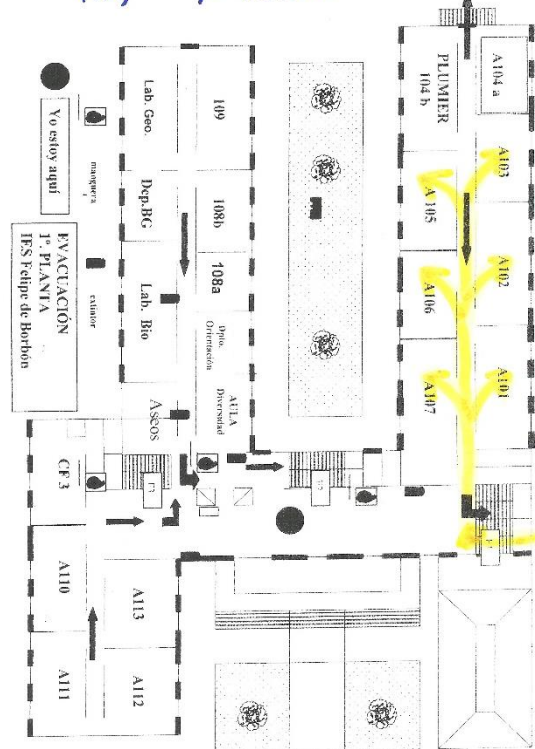 A104 a
PLUMIER
104 b
A103
A 105
A102
A106
A101
A107
109
108b
108a
Dpto.
Orientación
AULA
Diversidad
Lab. Geo.
Dep.BG
Lab. Bio
Aseos
Yo estoy aquí
manguera
extintor
EVACUACIÓN
1ª. PLANTA
IES Felipe de Borbón
CF 3
A110
A111
A113
A112